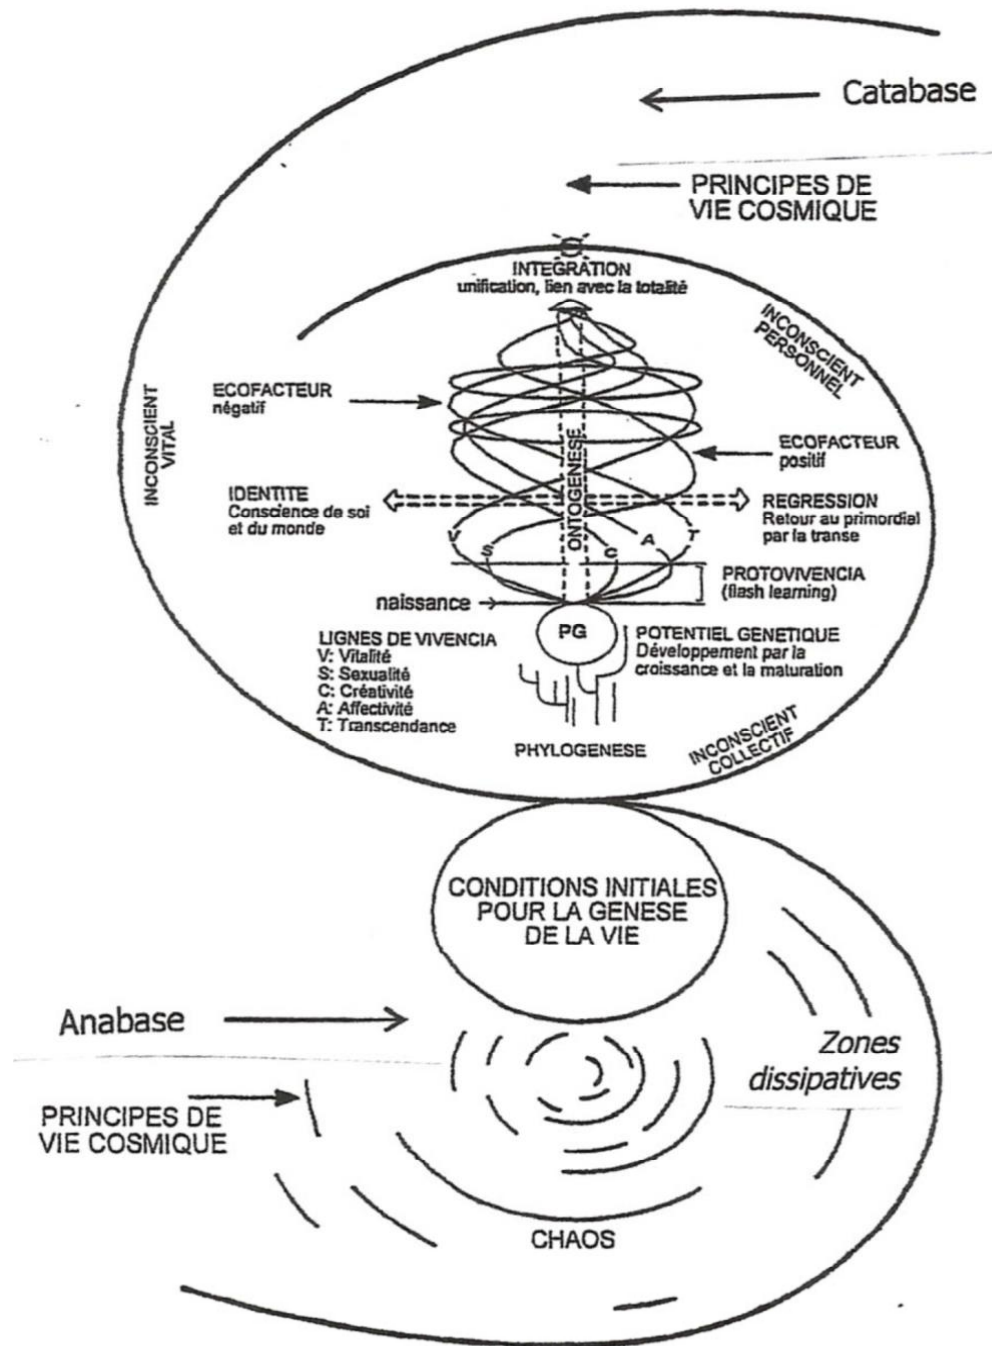 Catabase
PRINCIPES DE
VIE COSMIQUE
INTEGRATION
unification, lien avec la totalité
INCONSCIENT
PERSONNEL
INCONSCIENT
VITAL
ECOFACTEUR
négatif
ECOFACTEUR
positif
ONTOGENESE
IDENTITE
Conscience de soi
et du monde
REGRESSION
Retour au primordial
par la transe
V
S
C
A
T
PROTOVIVENCIA
(flash learning)
naissance
PG
LIGNES DE VIVENCIA
V: Vitalité
S: Sexualité
C: Créativité
A: Affectivité
T: Transcendance
POTENTIEL GENETIQUE
Développement par la
croissance et la maturation
PHYLOGENESE
INCONSCIENT
COLLECTIF
CONDITIONS INITIALES
POUR LA GENESE
DE LA VIE
Anabase
Zones
dissipatives
PRINCIPES DE
VIE COSMIQUE
CHAOS